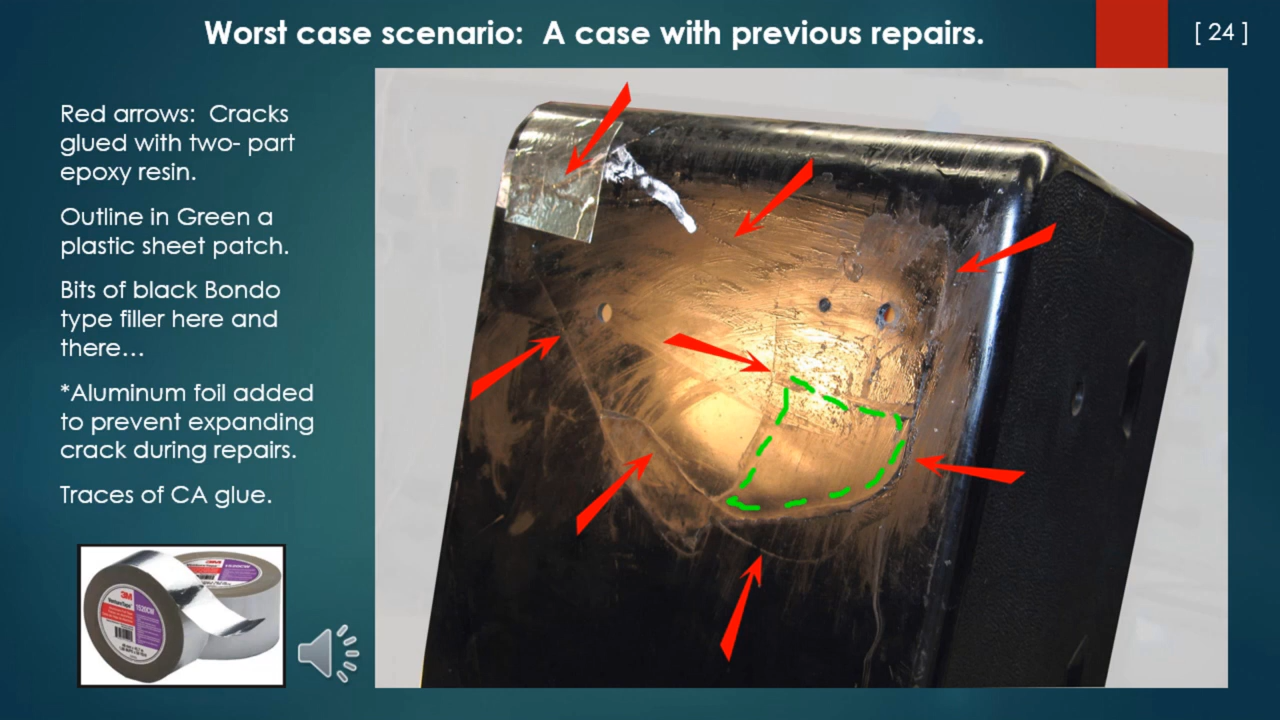 Worst case scenario: A case with previous repairs.
[ 24 ]
Red arrows: Cracks
glued with two- part
epoxy resin.
Outline in Green a
plastic sheet patch.
Bits of black Bondo
type filler here and
there...
*Aluminum foil added
to prevent expanding
crack during repairs.
Traces of CA glue.
3M
3M